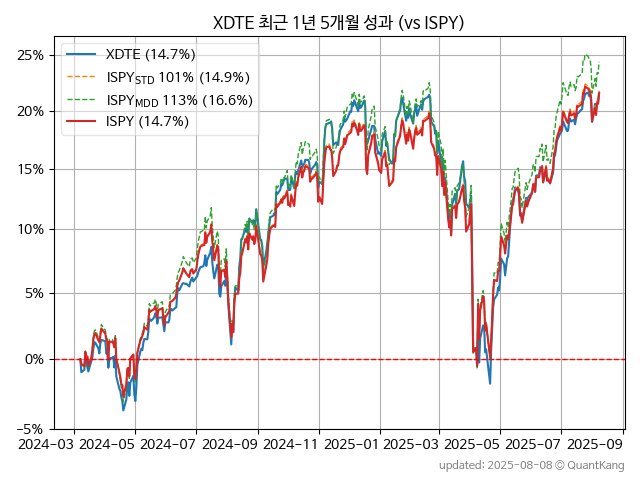 XDTE 최근 1년 5개월 성과 (vs ISPY)
XDTE (14.7%)
ISPYSTD 101% (14.9%)
ISPYMDD 113% (16.6%)
ISPY (14.7%)
25%
20%
15%
10%
5%
0%
−5%
2024-03 2024-05 2024-07 2024-09 2024-11 2025-01 2025-03 2025-05 2025-07 2025-09
updated: 2025-08-08 © QuantKang